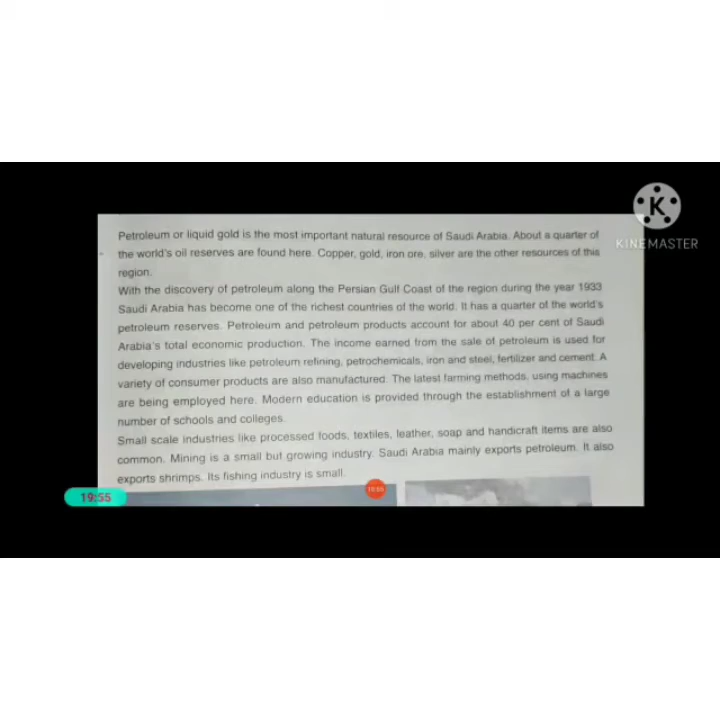 Petroleum or liquid gold is the most important natural resource of Saudi Arabia. About a quarter of
the world's oil reserves are found here. Copper, gold, iron ore, silver are the other resources of this
region.
With the discovery of petroleum along the Persian Gulf Coast of the region during the year 1933
Saudi Arabia has become one of the richest countries of the world. It has a quarter of the world's
petroleum reserves. Petroleum and petroleum products account for about 40 per cent of Saudi
Arabia's total economic production. The income earned from the sale of petroleum is used for
developing industries like petroleum refining, petrochemicals, iron and steel, fertilizer and cement. A
variety of consumer products are also manufactured. The latest farming methods, using machines
are being employed here. Modern education is provided through the establishment of a large
number of schools and colleges.
Small scale industries like processed foods, textiles, leather, soap and handicraft items are also
common. Mining is a small but growing industry. Saudi Arabia mainly exports petroleum. It also
exports shrimps. Its fishing industry is small.
K
KINEMASTER
19:55